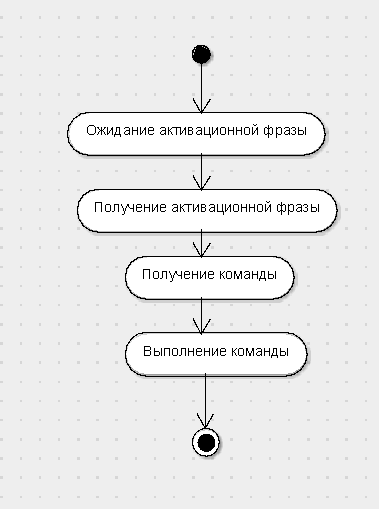 Ожидание активационной фразы
Получение активационной фразы
Получение команды
Выполнение команды